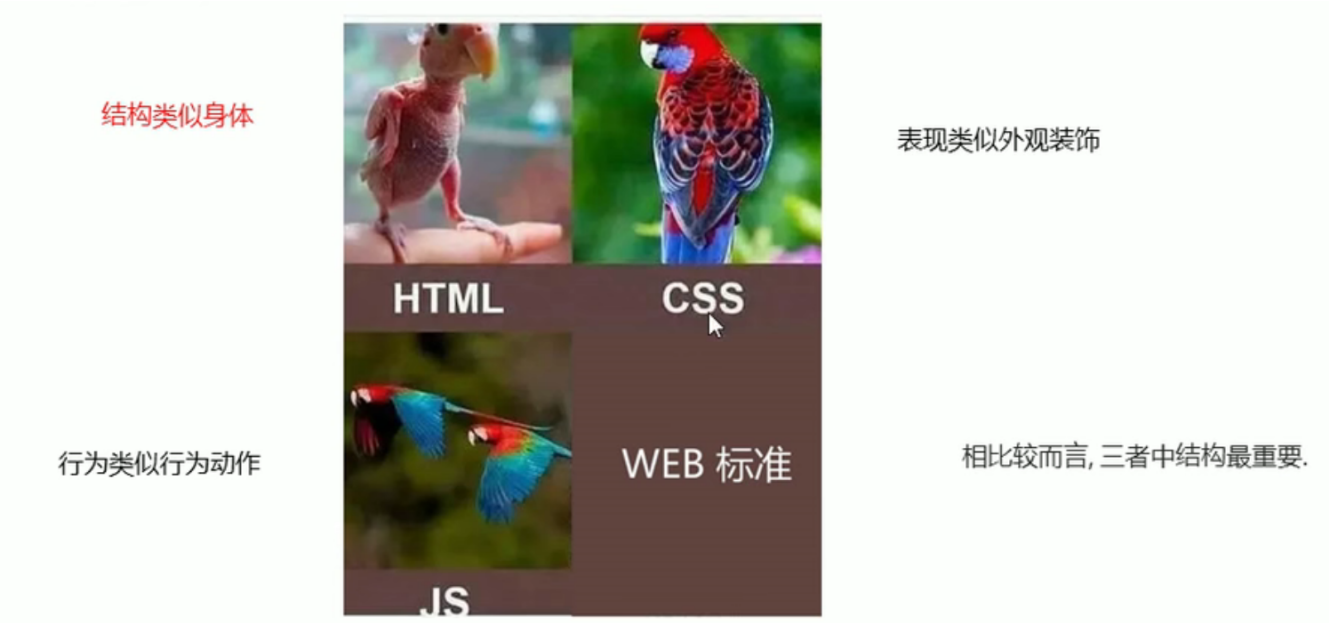 结构类似身体
表现类似外观装饰
HTML
CSS
行为类似行为动作
WEB 标准
相比较而言, 三者中结构最重要.
JS